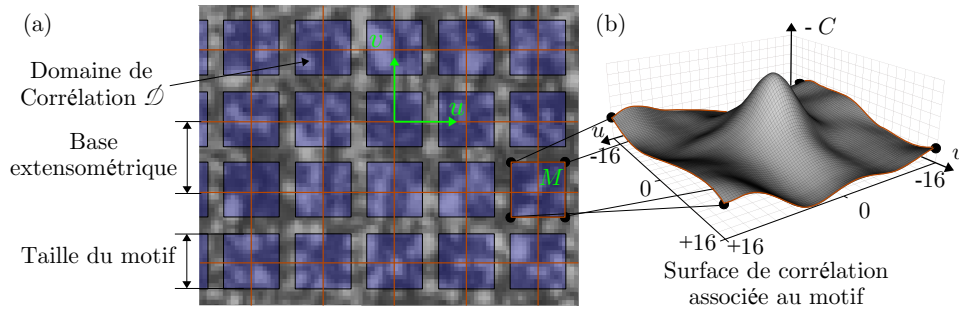 (a)
Domaine de
Corrélation 𝒟
Base
extensométrique
Taille du motif
v
u
M
(b)
- C
u
-16
0
+16
+16
0
-16
v
Surface de corrélation
associée au motif